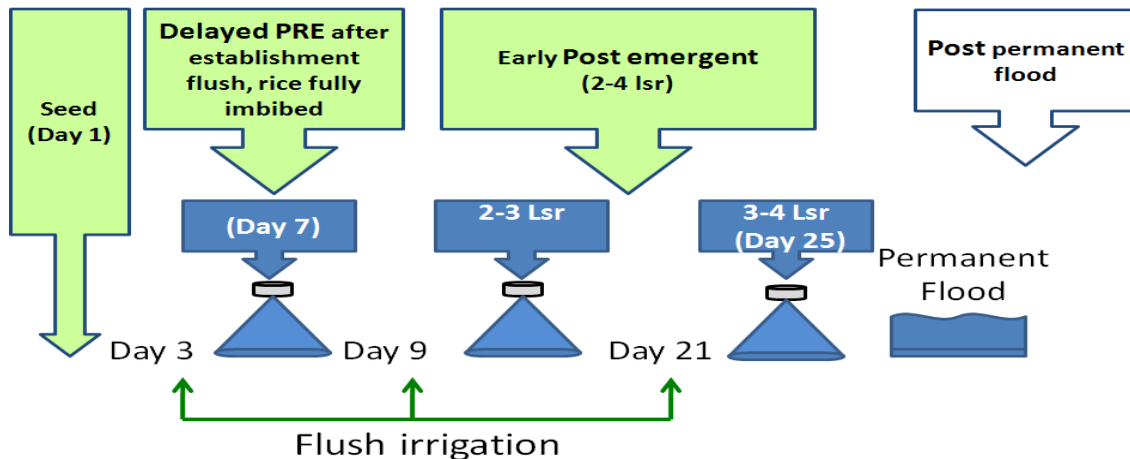 Seed
(Day 1)
Delayed PRE after
establishment
flush, rice fully
imbibed
Early Post emergent
(2-4 lsr)
Post permanent
flood
(Day 7)
2-3 Lsr
3-4 Lsr
(Day 25)
Permanent
Flood
Day 3
Day 9
Day 21
Flush irrigation